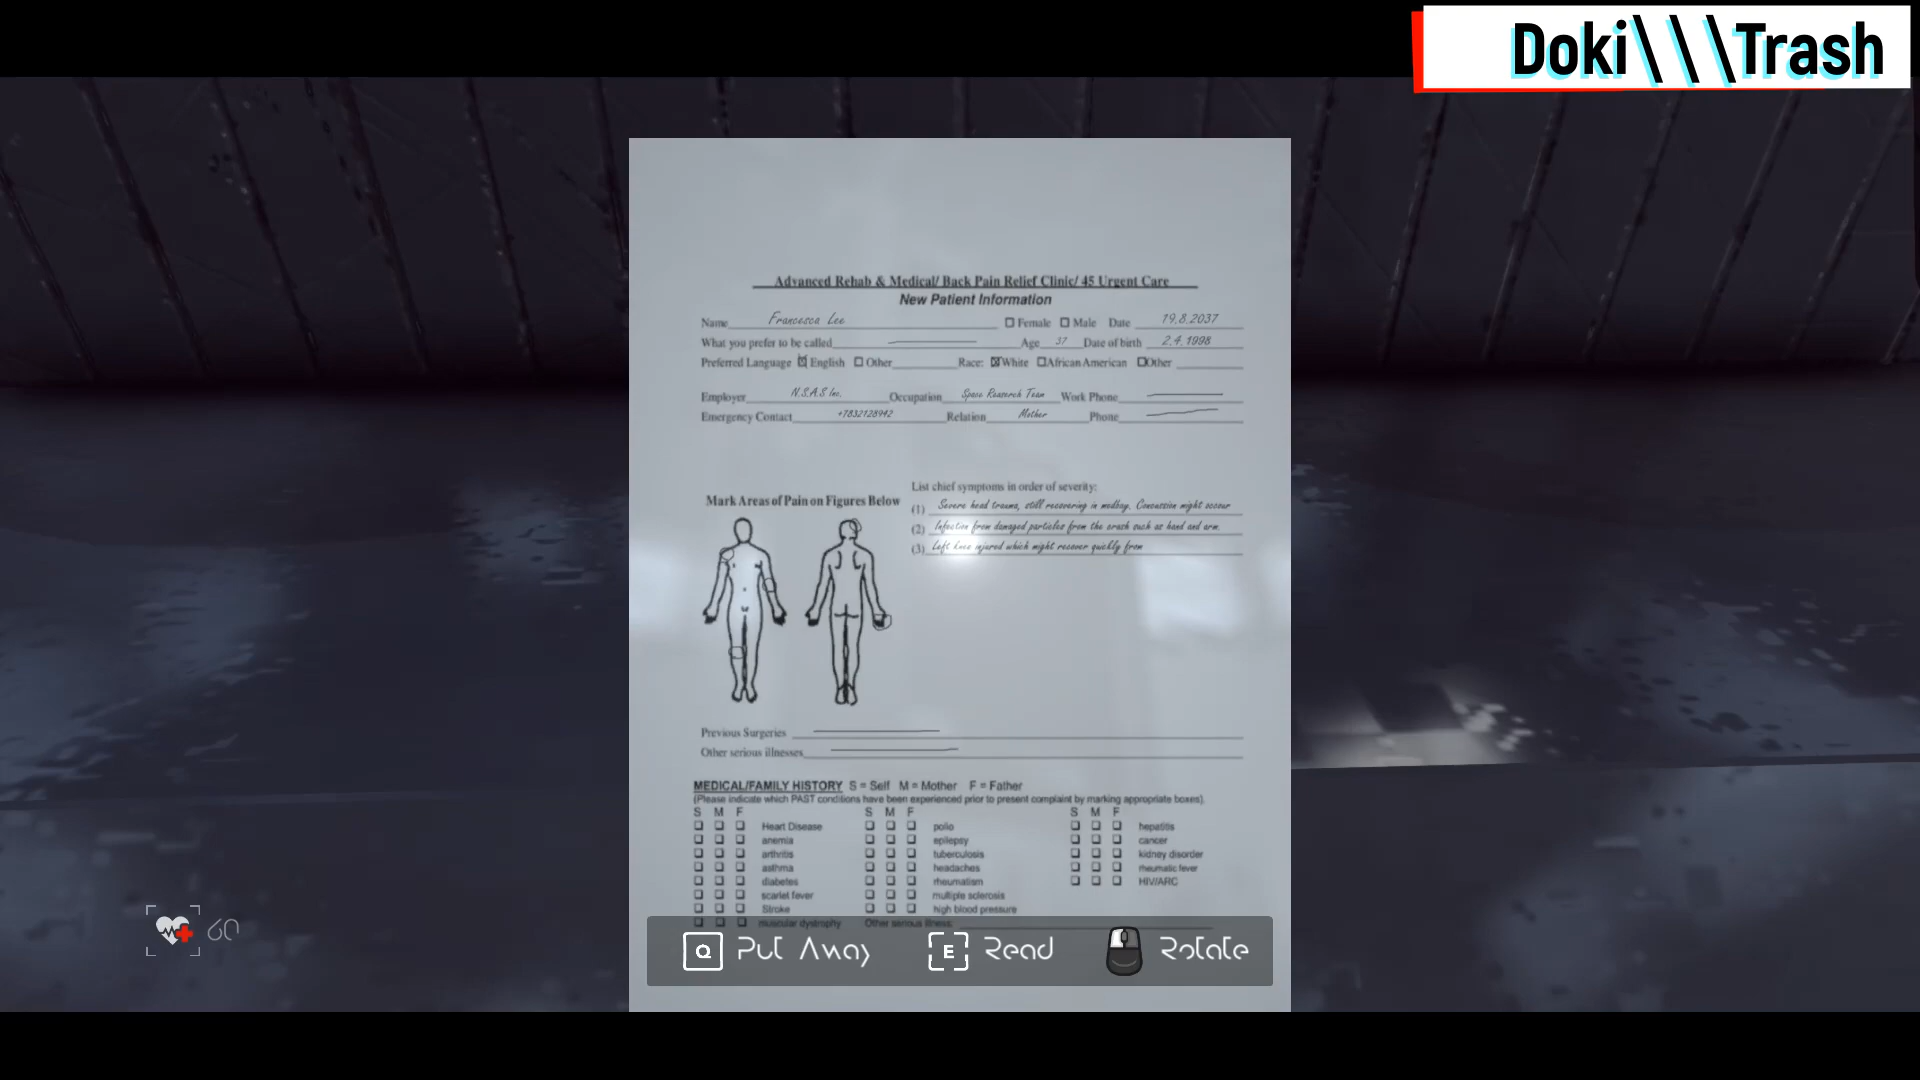 Doki\\\Trash
Advanced Rehab & Medical/ Back Pain Relief Clinic/ 45 Urgent Care
New Patient Information
Name Francesca Lee Female Male Date 19.8.2037
What you prefer to be called Age 37 Date of birth 2.4.1998
Preferred Language English Other Race: White African American Other
Employer N.S.A.S Inc. Occupation Space Research Team Work Phone
Emergency Contact +7832128942 Relation Mother Phone
Mark Areas of Pain on Figures Below
List chief symptoms in order of severity:
(1) Severe head trauma, still recovering in medbay. Concussion might occur
(2) Infection from damaged particles from the crash such as hand and arm.
(3) Left knee injured which might recover quickly from
Previous Surgeries
Other serious illnesses
MEDICAL/FAMILY HISTORY S = Self M = Mother F = Father
(Please indicate which PAST conditions have been experienced prior to present complaint by marking appropriate boxes)
S M F S M F S M F
Heart Disease polio hepatitis
anemia epilepsy cancer
arthritis tuberculosis kidney disorder
asthma headaches rheumatic fever
diabetes rheumatism HIV/ARC
scarlet fever multiple sclerosis
Stroke high blood pressure
muscular dystrophy Other serious illness:
60
Q Put Away E Read Rotate